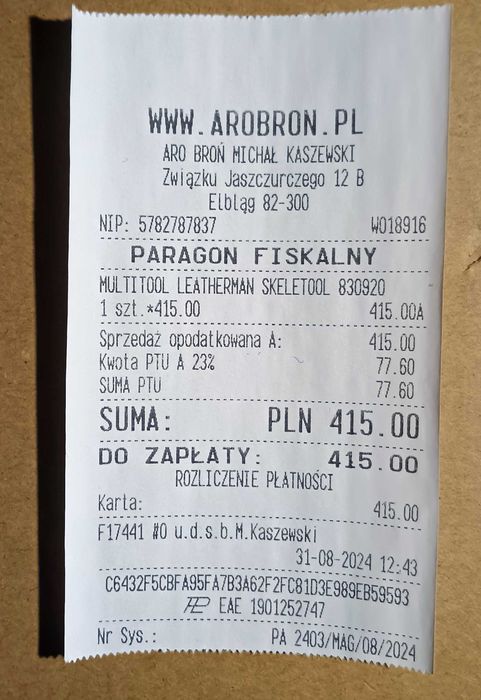 WWW.AROBRON.PL
ARO BROŃ MICHAŁ KASZEWSKI
Związku Jaszczurczego 12 B
Elbląg 82-300
NIP: 5782787837 W018916
PARAGON FISKALNY
MULTITOOL LEATHERMAN SKELETOOL 830920
1 szt.*415.00 415.00A
Sprzedaż opodatkowana A: 415.00
Kwota PTU A 23% 77.60
SUMA PTU 77.60
SUMA: PLN 415.00
DO ZAPŁATY: 415.00
ROZLICZENIE PŁATNOŚCI
Karta: 415.00
F17441 #0 u.d.s.b.M.Kaszewski
31-08-2024 12:43
C6432F5CBFA95FA7B3A62F2FC81D3E989EB59593
EAE 1901252747
Nr Sys.: PA 2403/MAG/08/2024